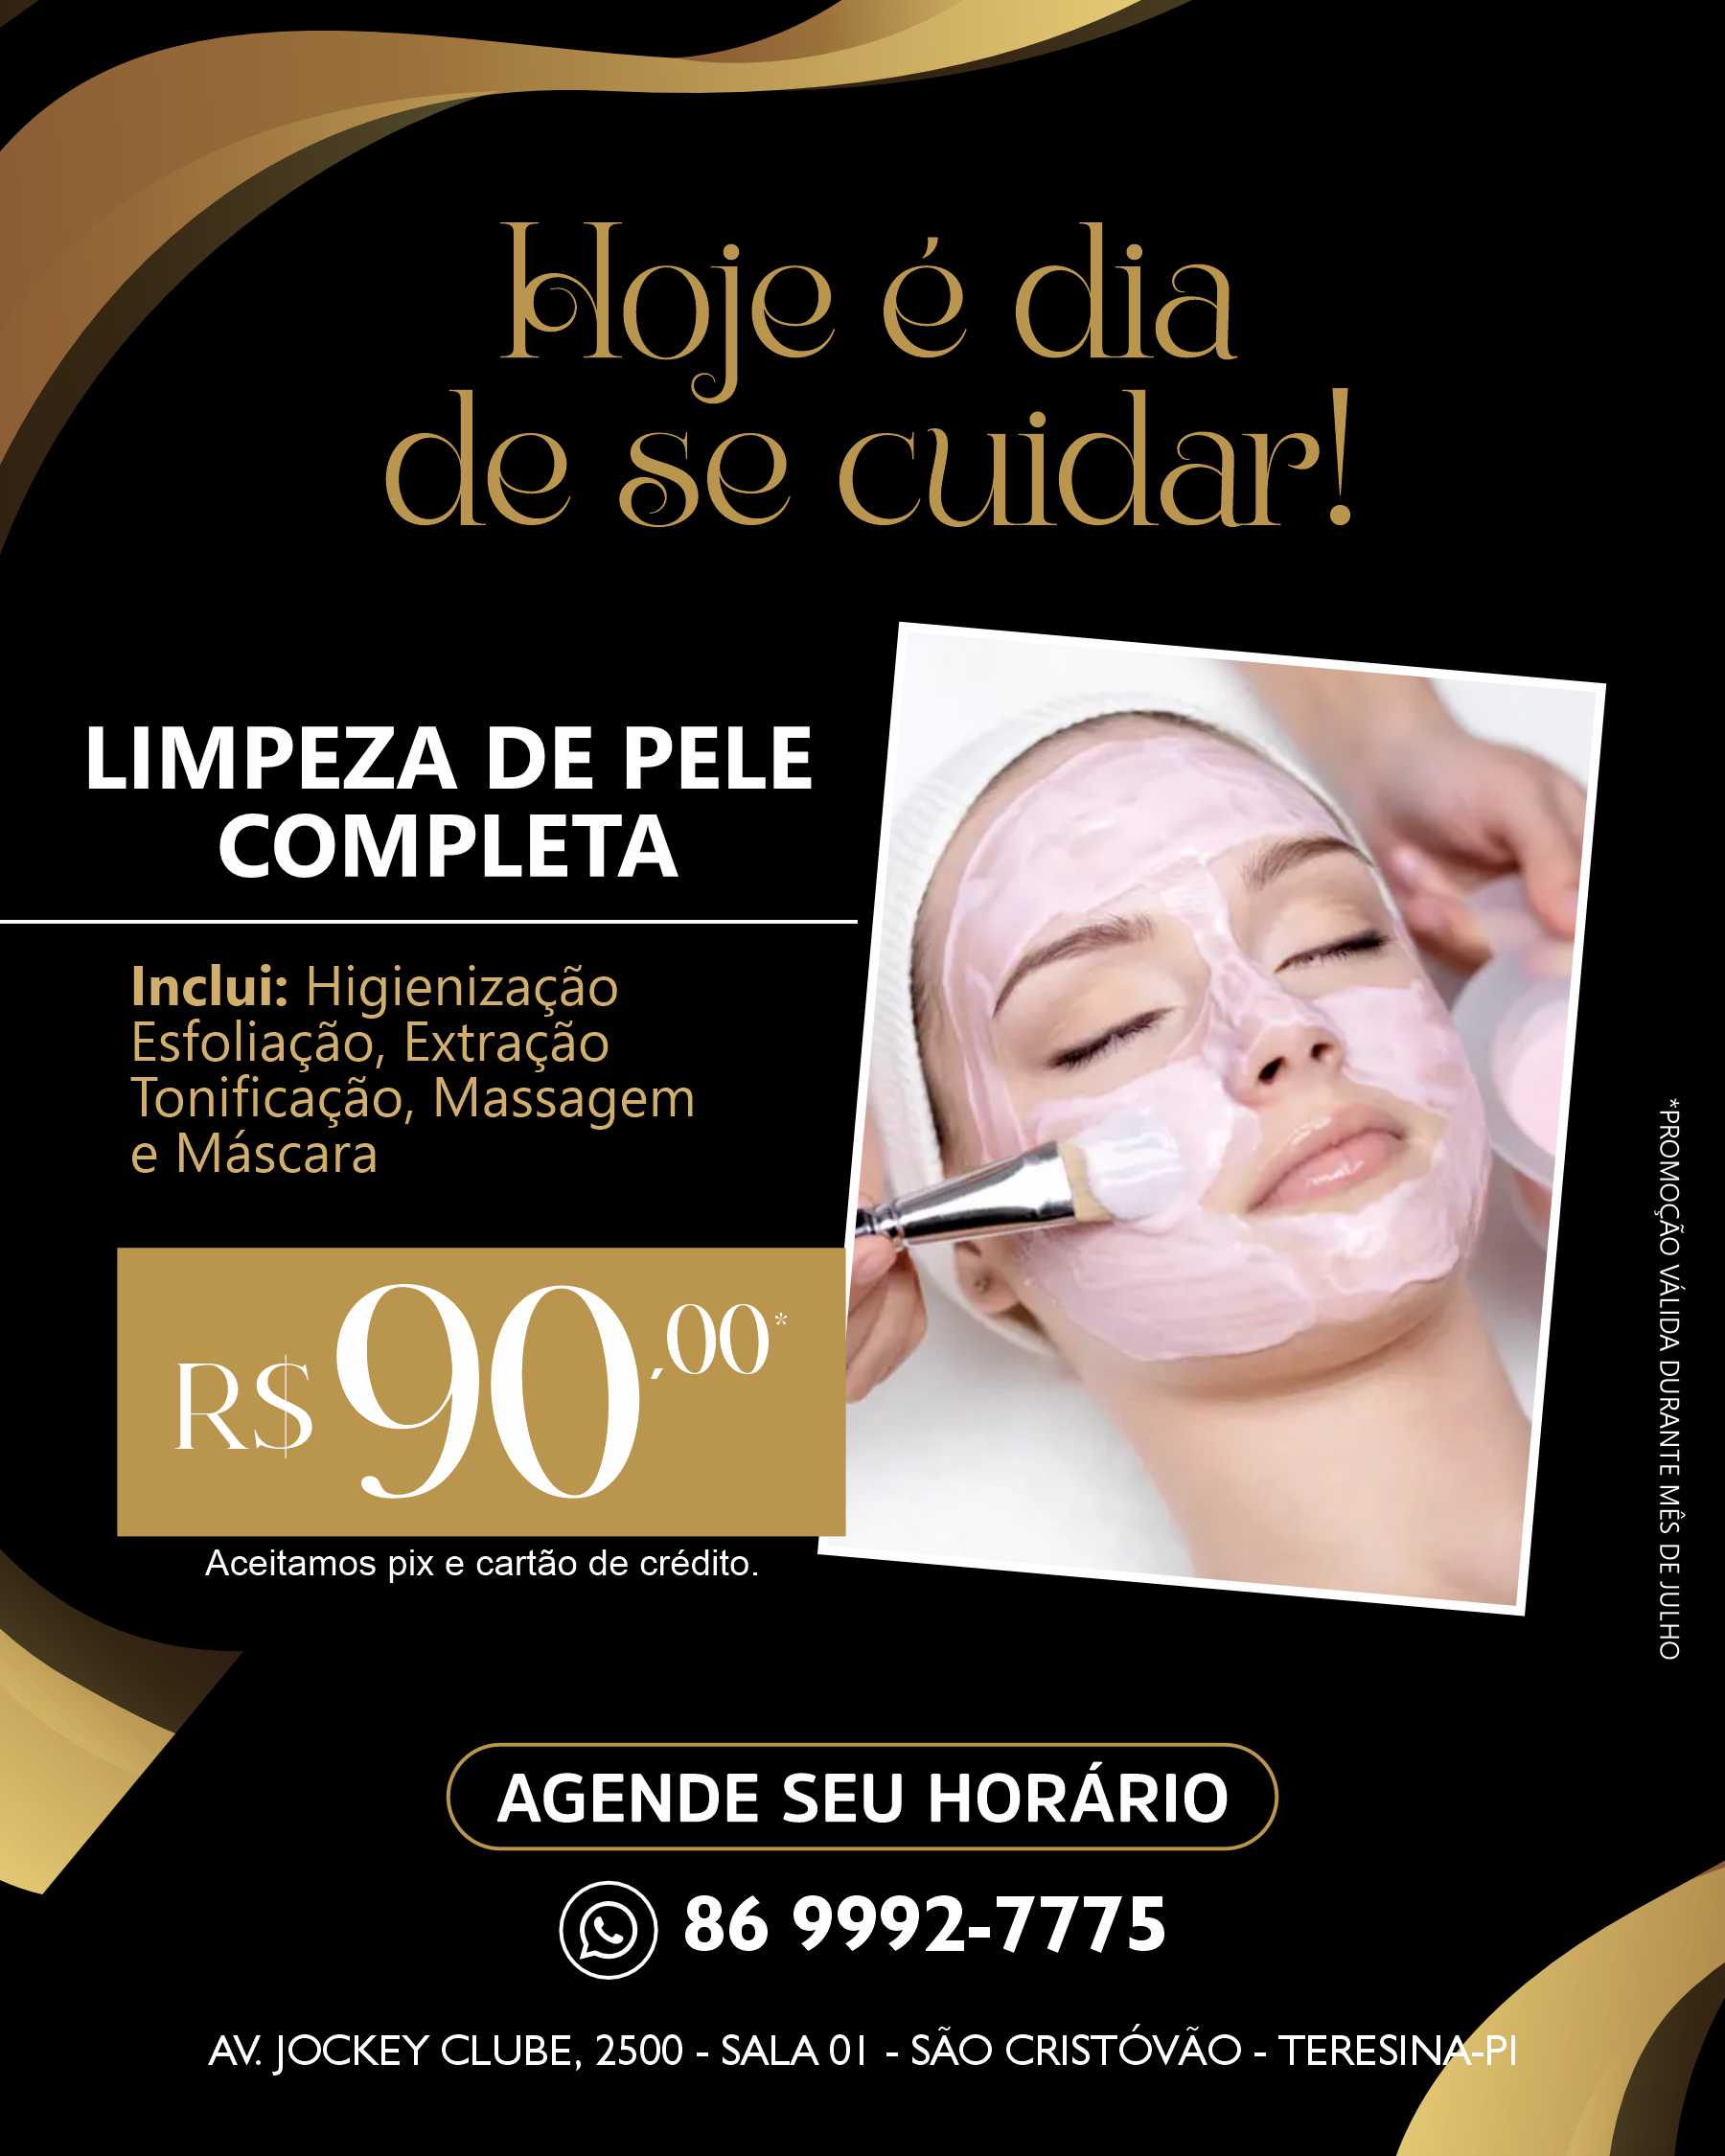 Hoje é dia
de se cuidar!
LIMPEZA DE PELE
COMPLETA
Inclui: Higienização
Esfoliação, Extração
Tonificação, Massagem
e Máscara
R$90,00*
Aceitamos pix e cartão de crédito.
*PROMOÇÃO VÁLIDA DURANTE MÊS DE JULHO
AGENDE SEU HORÁRIO
86 9992-7775
AV. JOCKEY CLUBE, 2500 - SALA 01 - SÃO CRISTÓVÃO - TERESINA-PI